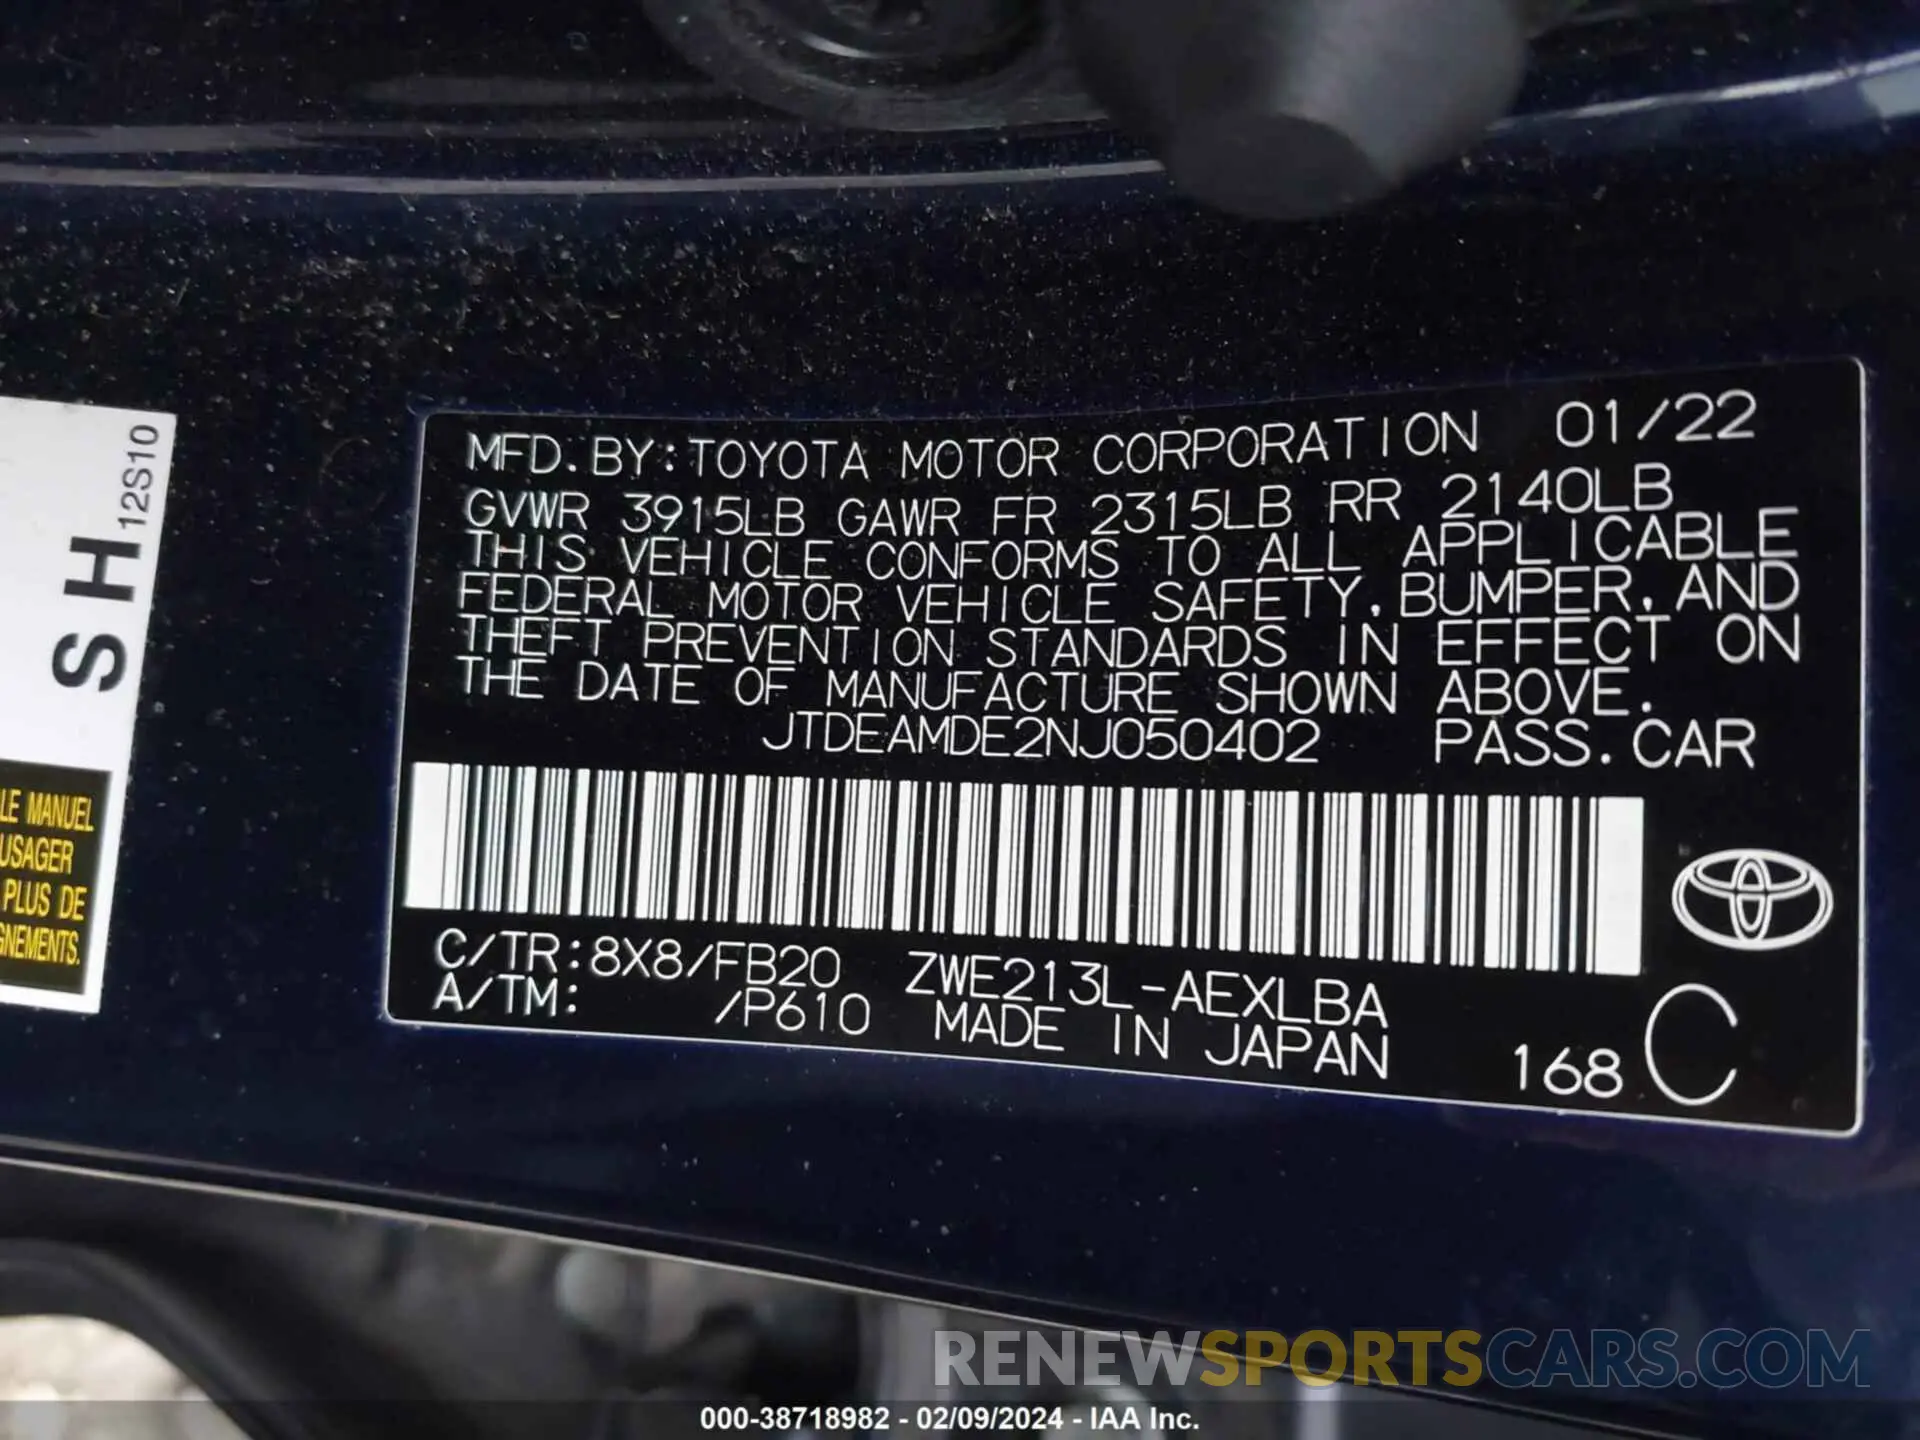 MFD. BY: TOYOTA MOTOR CORPORATION 01/22
GVWR 3915LB GAWR FR 2315LB RR 2140LB
THIS VEHICLE CONFORMS TO ALL APPLICABLE
FEDERAL MOTOR VEHICLE SAFETY, BUMPER, AND
THEFT PREVENTION STANDARDS IN EFFECT ON
THE DATE OF MANUFACTURE SHOWN ABOVE.
JTDEAMDE2NJ050402 PASS. CAR
C/TR: 8X8/FB20 ZWE213L-AEXLBA
A/TM: /P610 MADE IN JAPAN 168 C
S H 12S10
LE MANUEL
USAGER
PLUS DE
GNEMENTS.
RENEWSPORTSCARS.COM
000-38718982 - 02/09/2024 - IAA Inc.